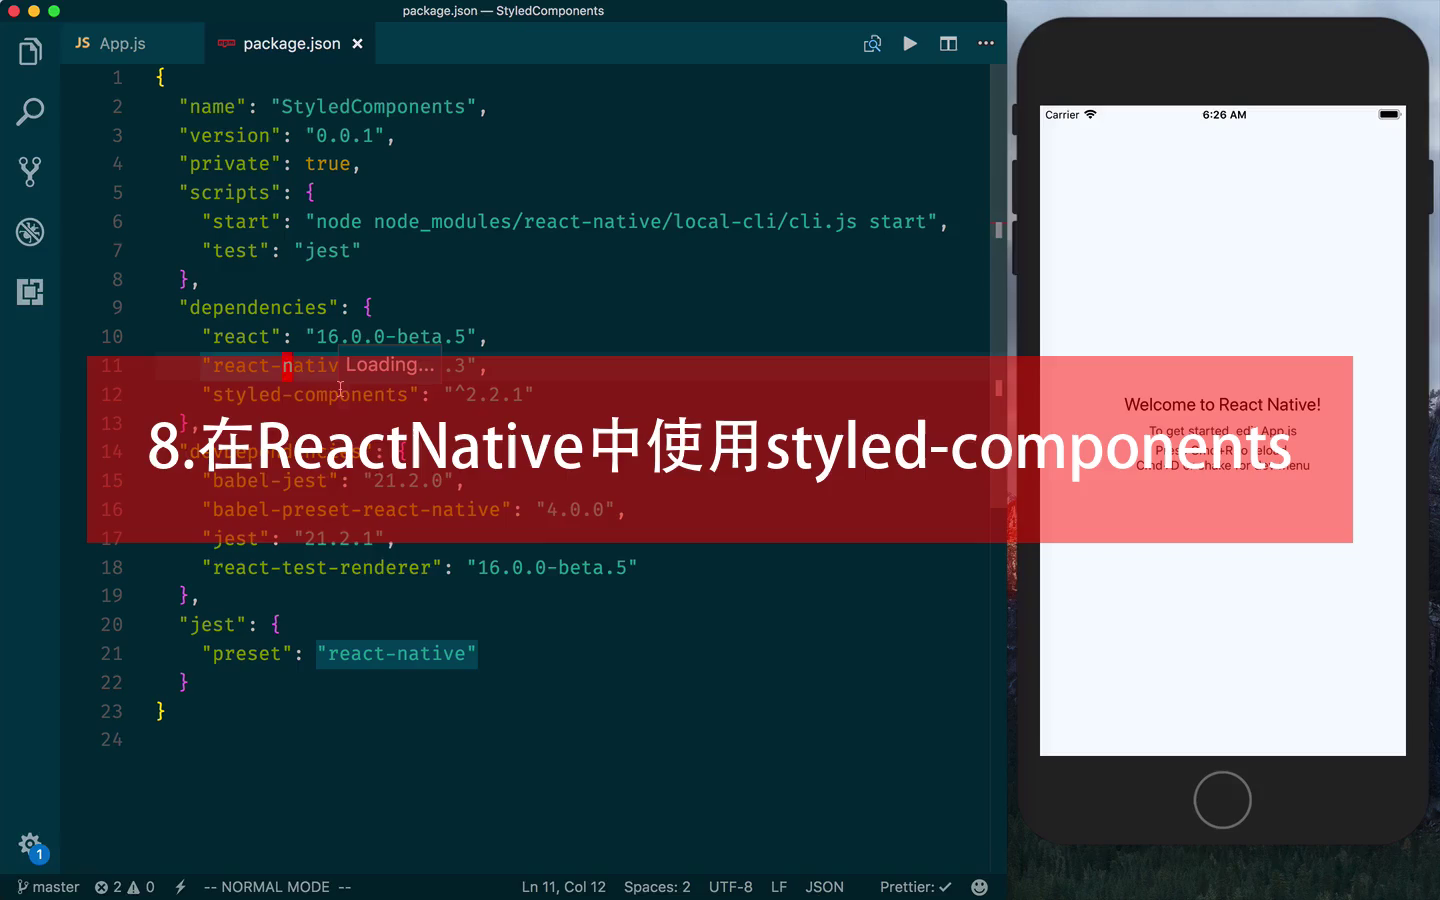 package.json — StyledComponents
JS App.js
package.json ×
1 {
2 "name": "StyledComponents",
3 "version": "0.0.1",
4 "private": true,
5 "scripts": {
6 "start": "node node_modules/react-native/local-cli/cli.js start",
7 "test": "jest"
8 },
9 "dependencies": {
10 "react": "16.0.0-beta.5",
11 "react-nativ Loading... .3",
12 "styled-components": "^2.2.1"
13 },
8.在ReactNative中使用styled-components
14 {
15 "babel-jest": "21.2.0",
16 "babel-preset-react-native": "4.0.0",
17 "jest": "21.2.1",
18 "react-test-renderer": "16.0.0-beta.5"
19 },
20 "jest": {
21 "preset": "react-native"
22 }
23 }
24
1
master 2 0 -- NORMAL MODE --
Ln 11, Col 12 Spaces: 2 UTF-8 LF JSON Prettier: ✓
Carrier 6:26 AM
Welcome to React Native!
To get started, edit App.js